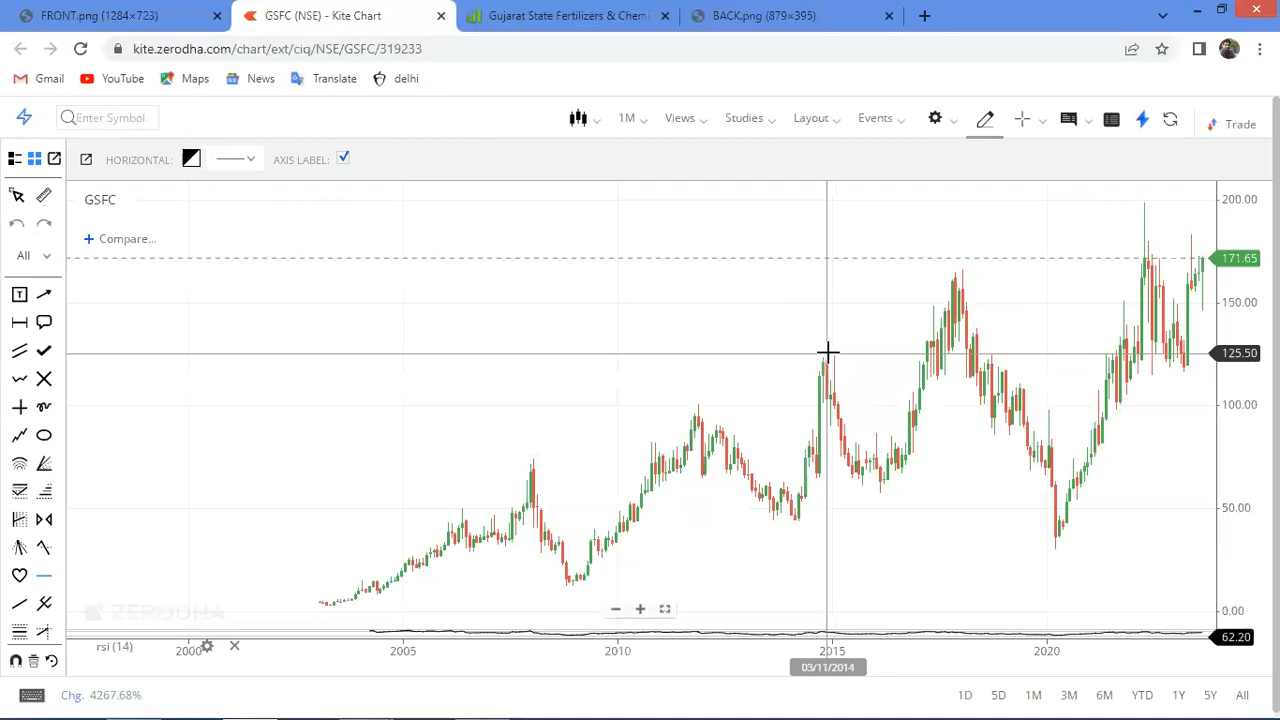 FRONT.png (1284×723) GSFC (NSE) - Kite Chart Gujarat State Fertilizers & Chemi BACK.png (879×395)
kite.zerodha.com/chart/ext/ciq/NSE/GSFC/319233
Gmail YouTube Maps News Translate delhi
Enter Symbol 1M Views Studies Layout Events Trade
HORIZONTAL: AXIS LABEL:
GSFC
200.00
Compare...
All
171.65
150.00
125.50
100.00
50.00
0.00
ZERODHA
62.20
rsi (14)
2000 2005 2010 2015 2020
03/11/2014
Chg. 4267.68% 1D 5D 1M 3M 6M YTD 1Y 5Y All